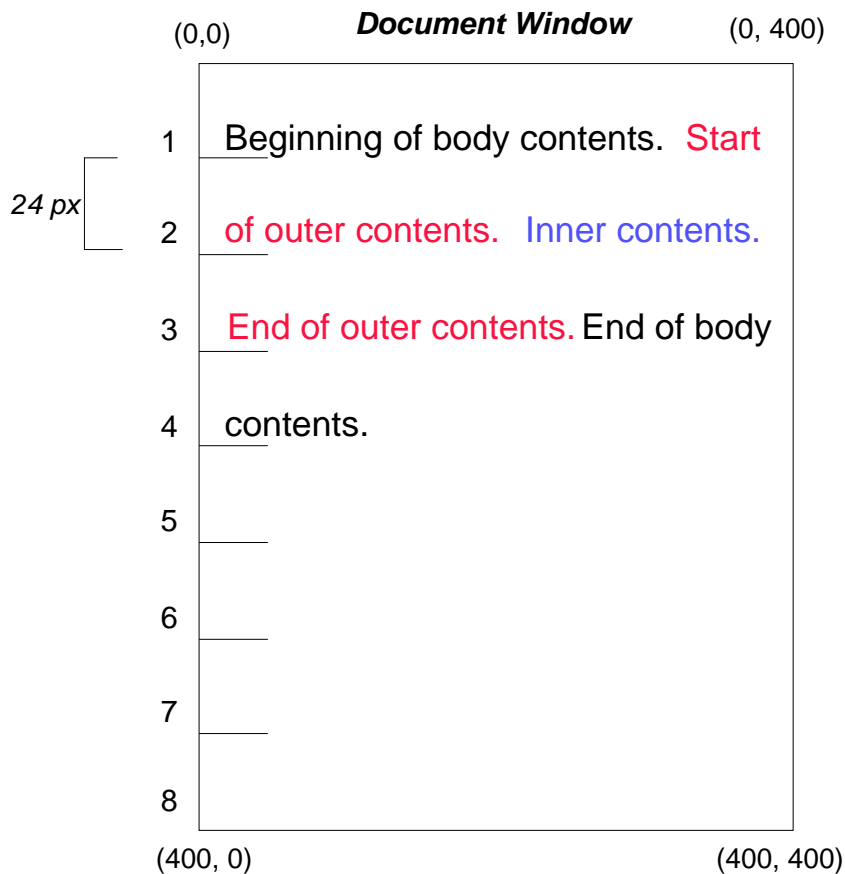 Document Window
(0,0)
(0, 400)
1
Beginning of body contents. Start
24 px
2
of outer contents. Inner contents.
3
End of outer contents. End of body
4
contents.
5
6
7
8
(400, 0)
(400, 400)